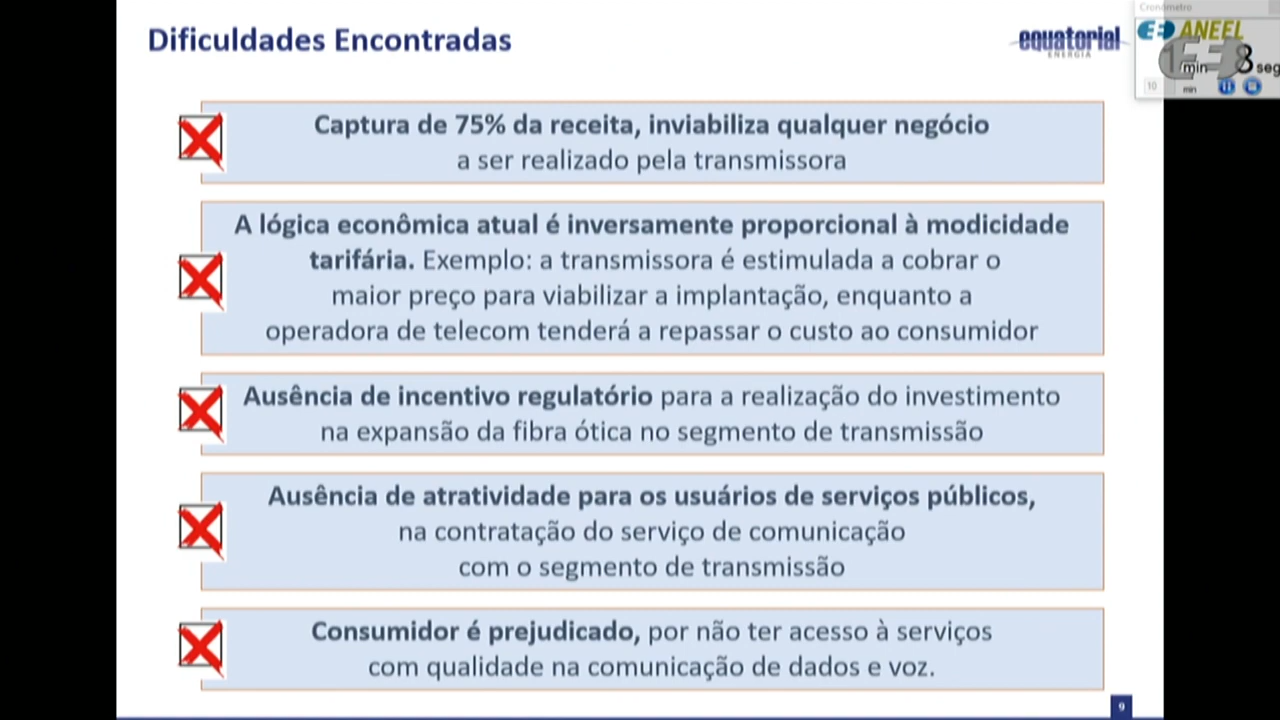 Dificuldades Encontradas
equatorial
ENERGIA
Cronômetro
ANEEL
min 8 seg
10
min
Captura de 75% da receita, inviabiliza qualquer negócio
a ser realizado pela transmissora
A lógica econômica atual é inversamente proporcional à modicidade
tarifária. Exemplo: a transmissora é estimulada a cobrar o
maior preço para viabilizar a implantação, enquanto a
operadora de telecom tenderá a repassar o custo ao consumidor
Ausência de incentivo regulatório para a realização do investimento
na expansão da fibra ótica no segmento de transmissão
Ausência de atratividade para os usuários de serviços públicos,
na contratação do serviço de comunicação
com o segmento de transmissão
Consumidor é prejudicado, por não ter acesso à serviços
com qualidade na comunicação de dados e voz.
9